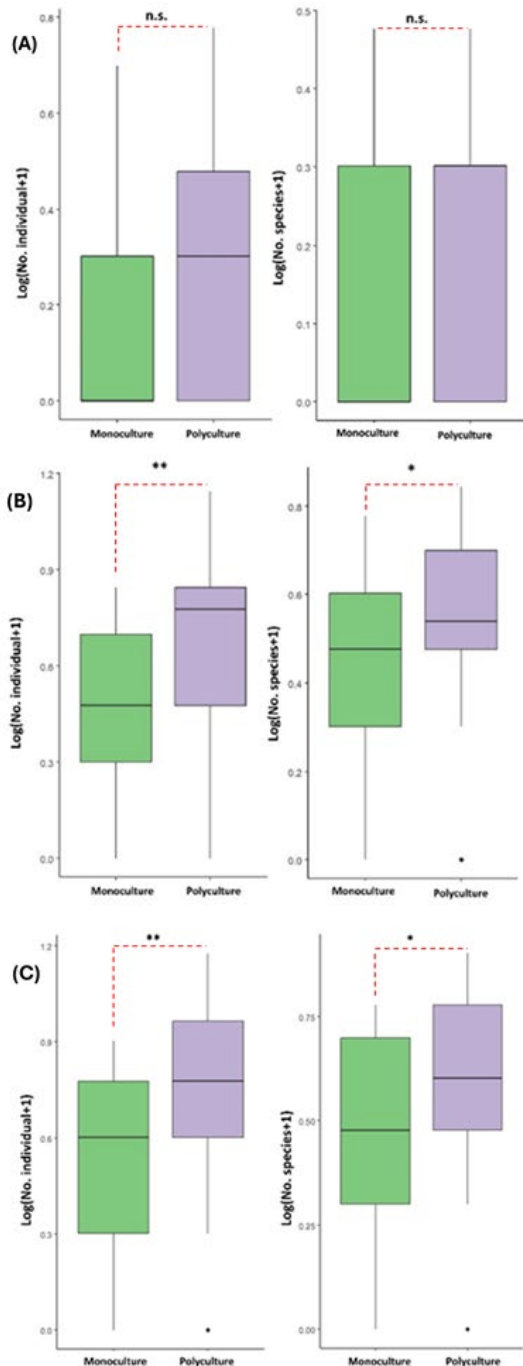 (A)
n.s.
Log(No. individual+1)
0.8
0.6
0.4
0.2
0.0
Monoculture Polyculture
n.s.
Log(No. species+1)
0.5
0.4
0.3
0.2
0.1
0.0
Monoculture Polyculture
(B)
**
Log(No. individual+1)
1.2
0.9
0.6
0.3
0.0
Monoculture Polyculture
*
Log(No. species+1)
0.8
0.6
0.4
0.2
0.0
Monoculture Polyculture
(C)
**
Log(No. individual+1)
1.2
0.9
0.6
0.3
0.0
Monoculture Polyculture
*
Log(No. species+1)
0.75
0.50
0.25
0.00
Monoculture Polyculture